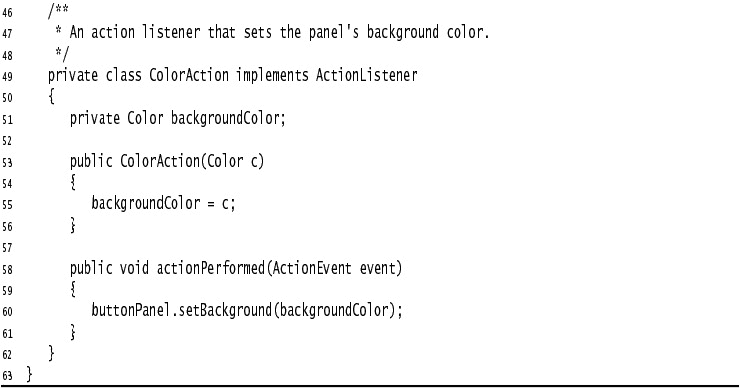 46    /**
47     * An action listener that sets the panel's background color.
48     */
49    private class ColorAction implements ActionListener
50    {
51       private Color backgroundColor;
52
53       public ColorAction(Color c)
54       {
55          backgroundColor = c;
56       }
57
58       public void actionPerformed(ActionEvent event)
59       {
60          buttonPanel.setBackground(backgroundColor);
61       }
62    }
63 }